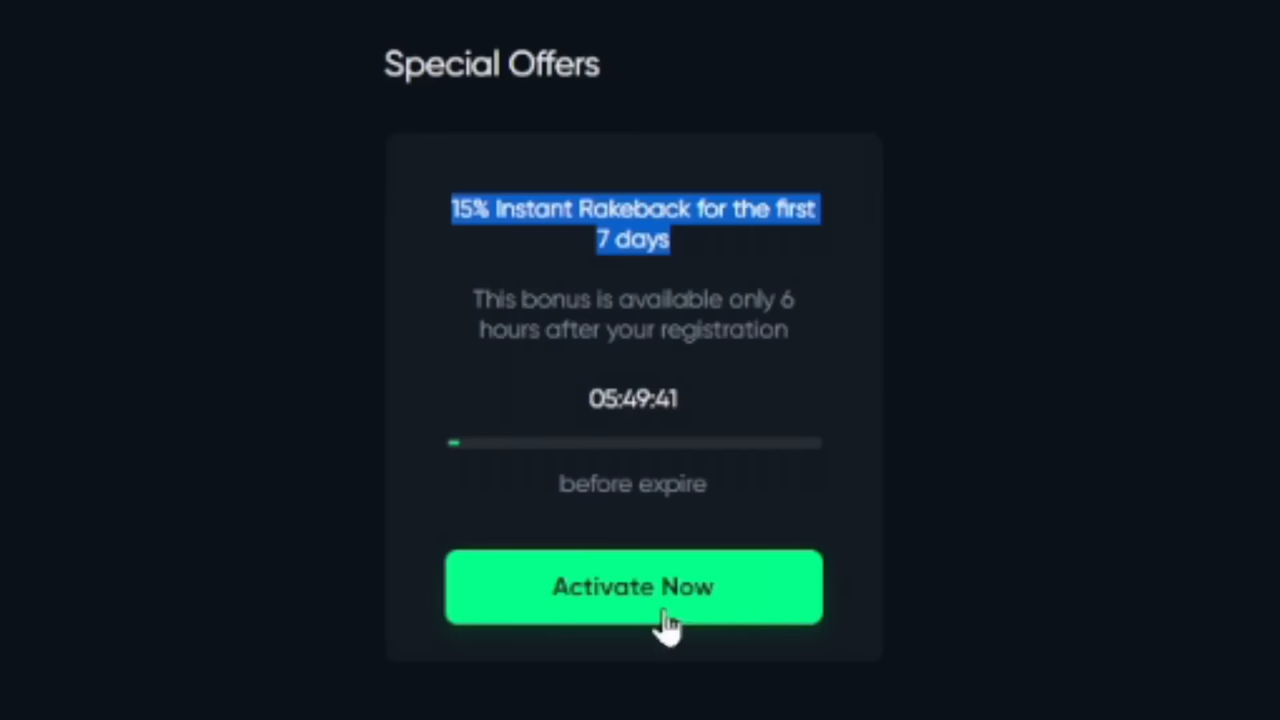 Special Offers
15% Instant Rakeback for the first
7 days
This bonus is available only 6
hours after your registration
05:49:41
before expire
Activate Now